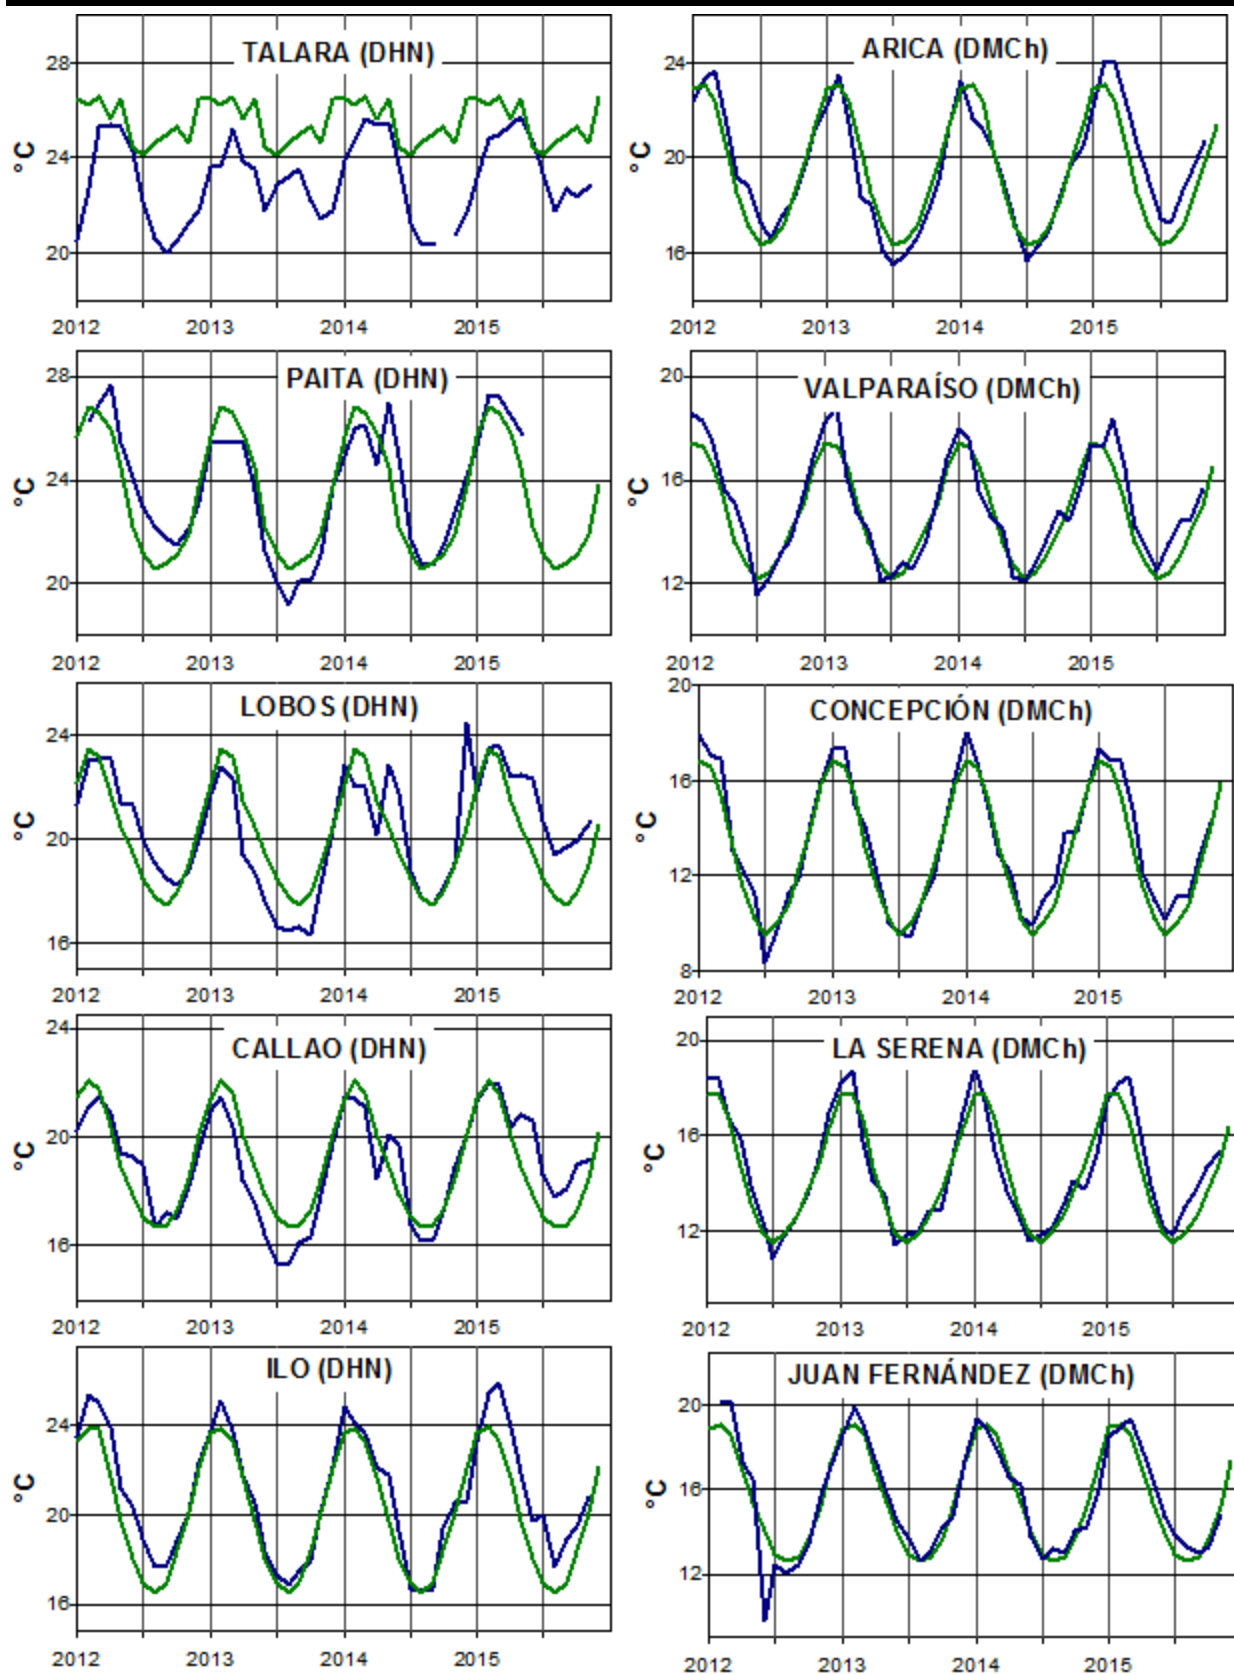 TALARA (DHN)
°C
28
24
20
2012 2013 2014 2015
PAITA (DHN)
°C
28
24
20
2012 2013 2014 2015
LOBOS (DHN)
°C
24
20
16
2012 2013 2014 2015
CALLAO (DHN)
°C
24
20
16
2012 2013 2014 2015
ILO (DHN)
°C
24
20
16
2012 2013 2014 2015
ARICA (DMCh)
°C
24
20
16
2012 2013 2014 2015
VALPARAÍSO (DMCh)
°C
20
16
12
2012 2013 2014 2015
CONCEPCIÓN (DMCh)
°C
20
16
12
8
2012 2013 2014 2015
LA SERENA (DMCh)
°C
20
16
12
2012 2013 2014 2015
JUAN FERNÁNDEZ (DMCh)
°C
20
16
12
2012 2013 2014 2015